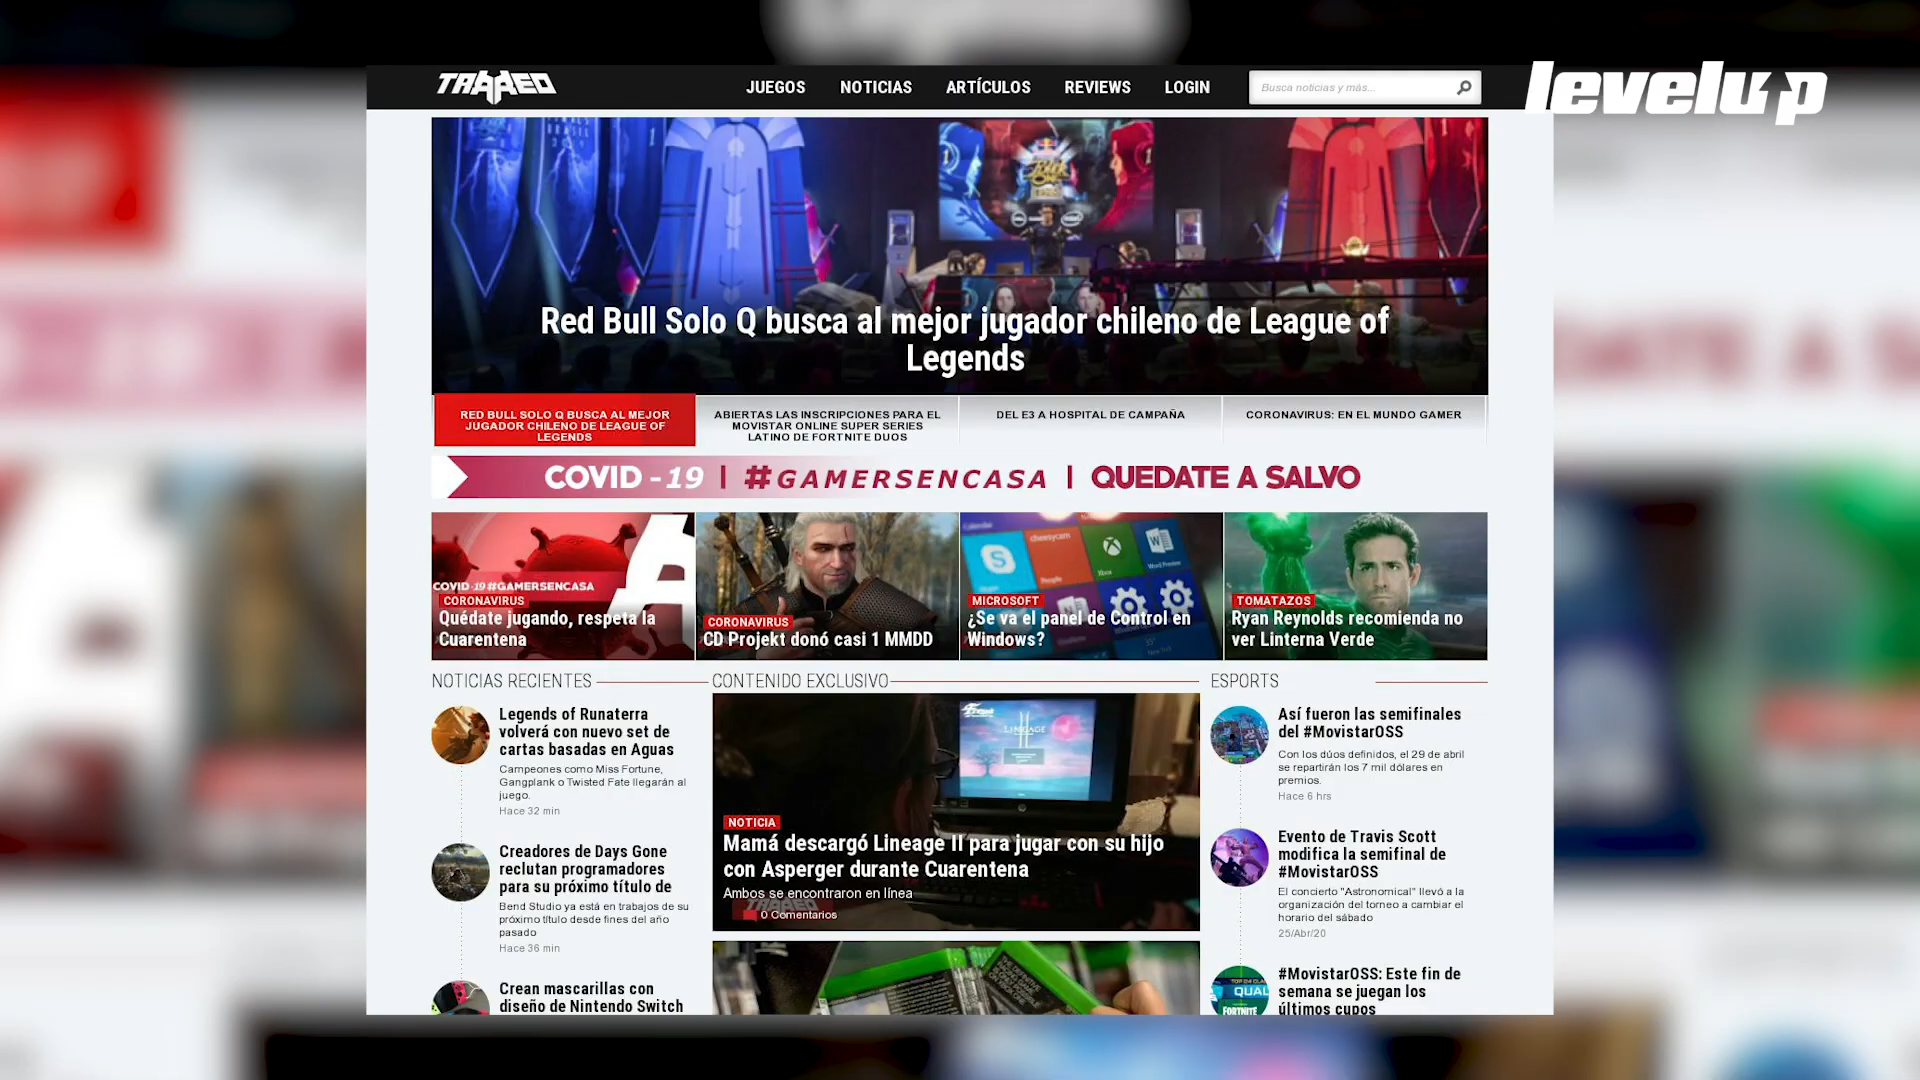 TARREO
JUEGOS
NOTICIAS
ARTÍCULOS
REVIEWS
LOGIN
Busca noticias y más...
levelup
Red Bull Solo Q busca al mejor jugador chileno de League of
Legends
RED BULL SOLO Q BUSCA AL MEJOR
JUGADOR CHILENO DE LEAGUE OF
LEGENDS
ABIERTAS LAS INSCRIPCIONES PARA EL
MOVISTAR ONLINE SUPER SERIES
LATINO DE FORTNITE DUOS
DEL E3 A HOSPITAL DE CAMPAÑA
CORONAVIRUS: EN EL MUNDO GAMER
COVID -19 | #GAMERSENCASA | QUEDATE A SALVO
COVID-19 #GAMERSENCASA
CORONAVIRUS
Quédate jugando, respeta la
Cuarentena
CORONAVIRUS
CD Projekt donó casi 1 MMDD
cheesycam
People
Xbox
Word Preview
MICROSOFT
¿Se va el panel de Control en
Windows?
TOMATAZOS
Ryan Reynolds recomienda no
ver Linterna Verde
NOTICIAS RECIENTES
Legends of Runaterra
volverá con nuevo set de
cartas basadas en Aguas
Campeones como Miss Fortune,
Gangplank o Twisted Fate llegarán al
juego.
Hace 32 min
Creadores de Days Gone
reclutan programadores
para su próximo título de
Bend Studio ya está en trabajos de su
próximo título desde fines del año
pasado
Hace 36 min
Crean mascarillas con
diseño de Nintendo Switch
CONTENIDO EXCLUSIVO
LINEAGE
II
NOTICIA
Mamá descargó Lineage II para jugar con su hijo
con Asperger durante Cuarentena
Ambos se encontraron en línea
TARREO
0 Comentarios
ESPORTS
Así fueron las semifinales
del #MovistarOSS
Con los dúos definidos, el 29 de abril
se repartirán los 7 mil dólares en
premios.
Hace 6 hrs
Evento de Travis Scott
modifica la semifinal de
#MovistarOSS
El concierto "Astronomical" llevó a la
organización del torneo a cambiar el
horario del sábado
25/Abr/20
QUAL
FORTNITE
#MovistarOSS: Este fin de
semana se juegan los
últimos cupos